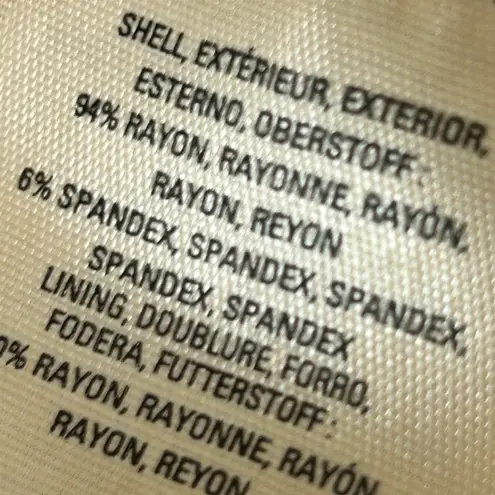 SHELL, EXTÉRIEUR, EXTERIOR,
ESTERNO, OBERSTOFF:
94% RAYON, RAYONNE, RAYÓN,
RAYON, REYON
6% SPANDEX, SPANDEX, SPANDEX,
SPANDEX, SPANDEX
LINING, DOUBLURE, FORRO,
FODERA, FUTTERSTOFF:
0% RAYON, RAYONNE, RAYÓN
RAYON, REYON